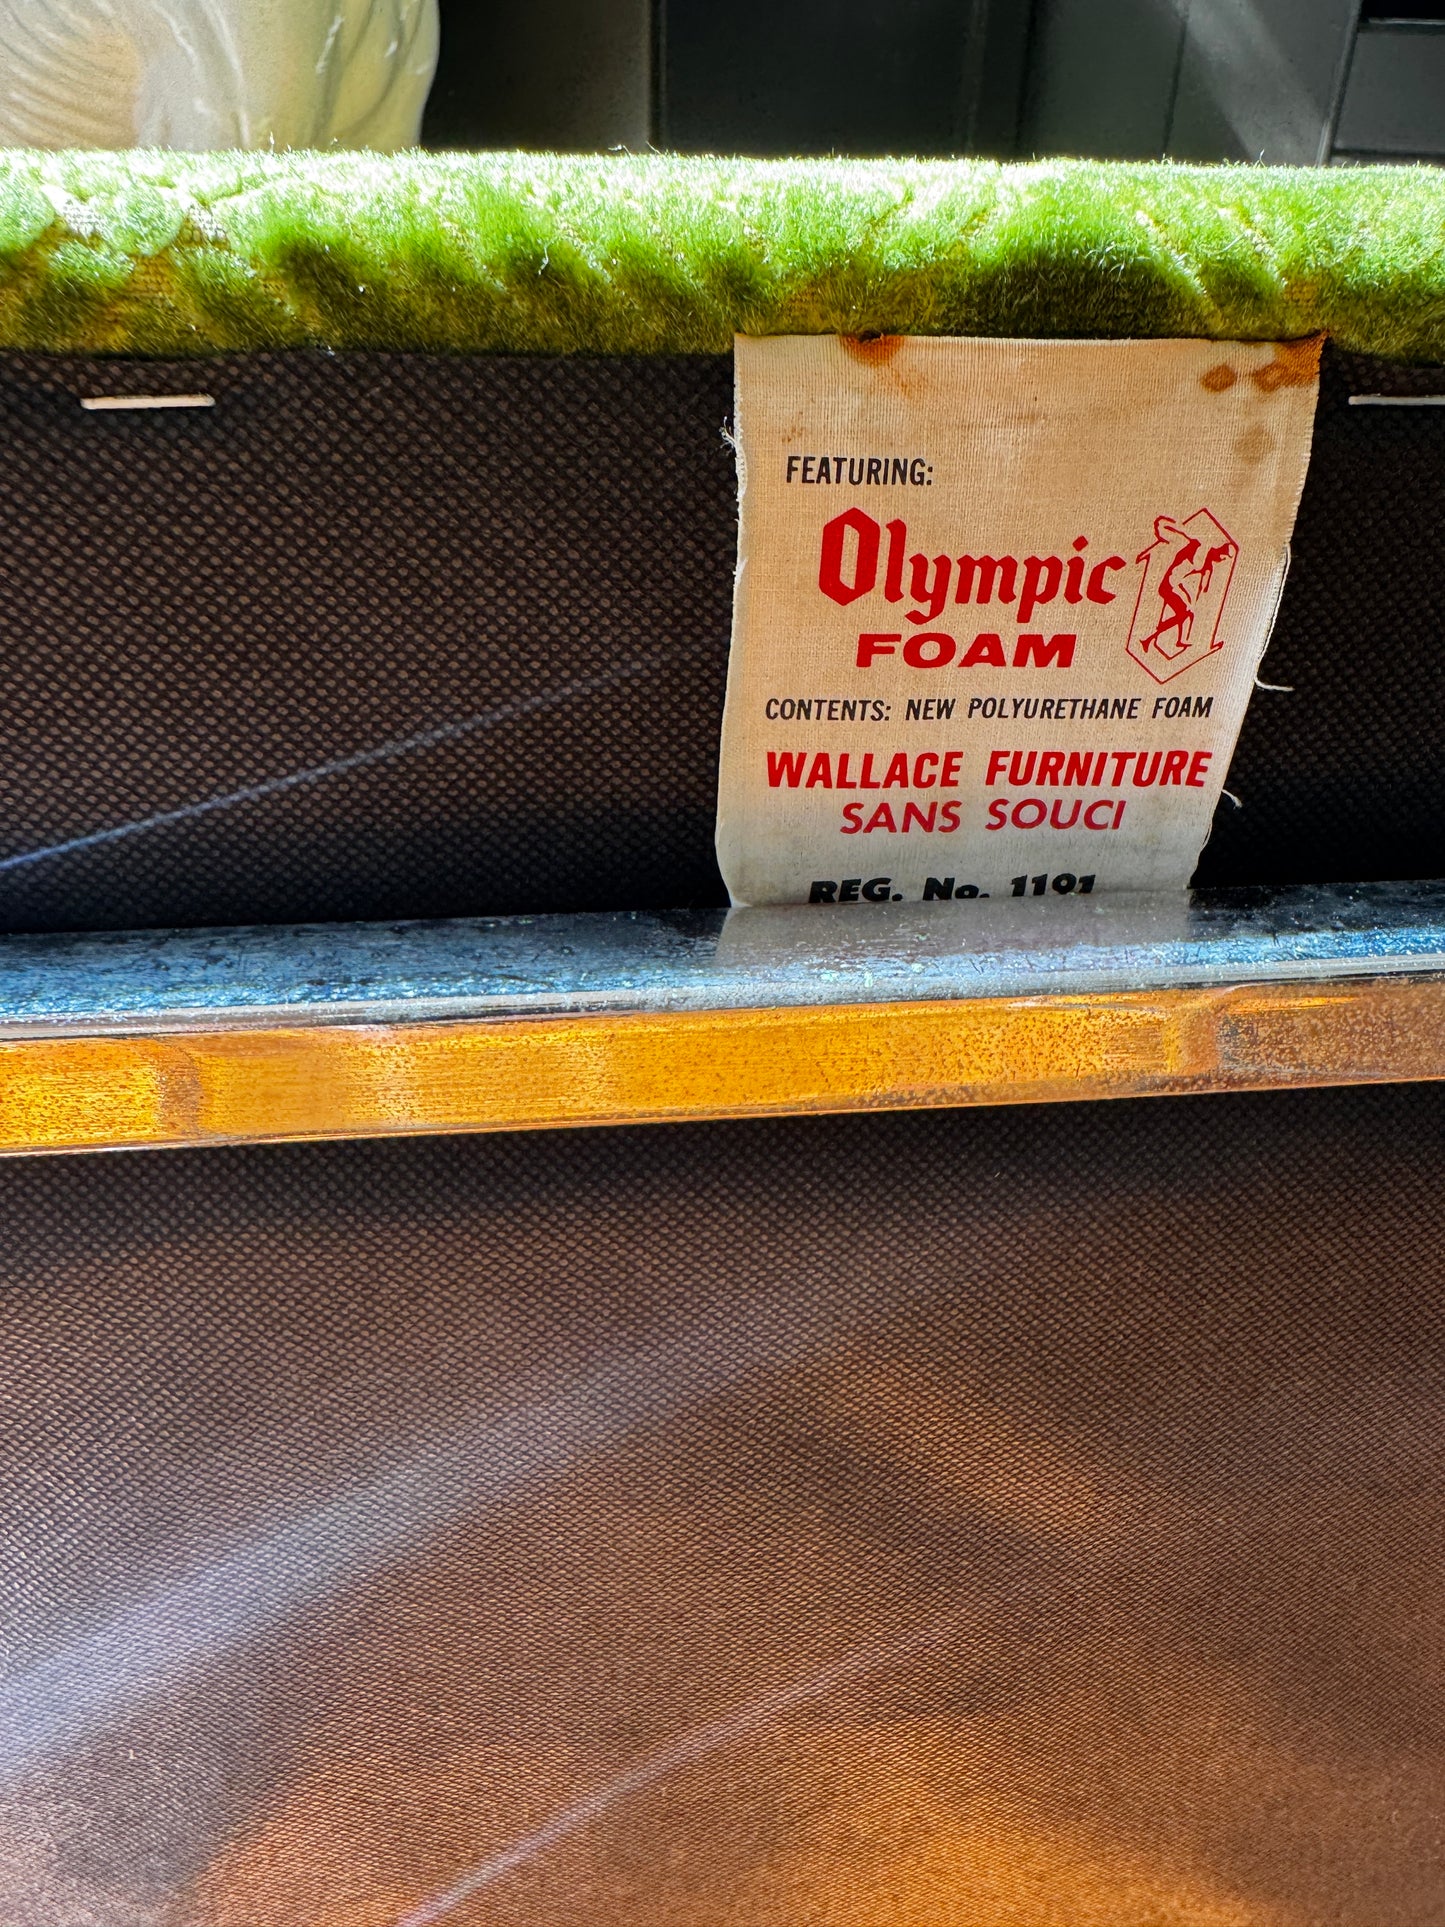 FEATURING:
Olympic
FOAM
CONTENTS: NEW POLYURETHANE FOAM
WALLACE FURNITURE
SANS SOUCI
REG. No. 1191